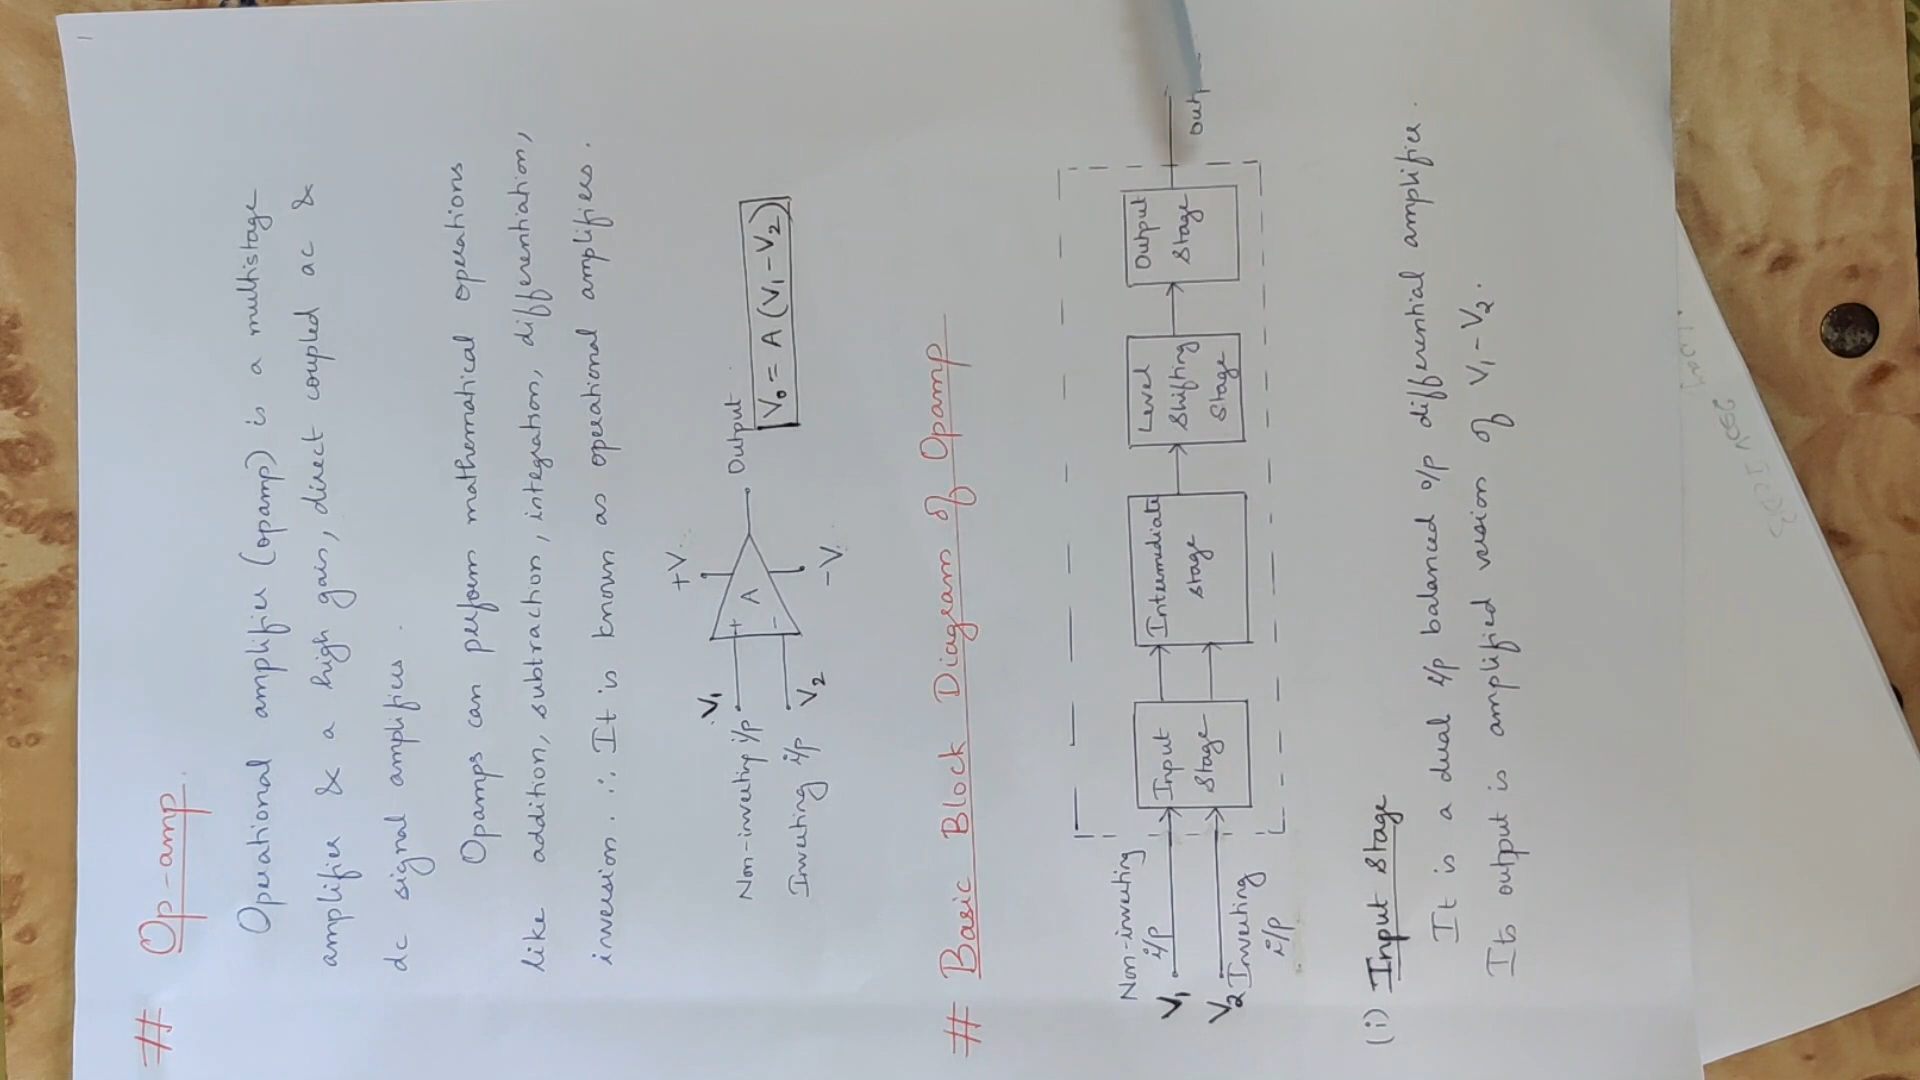 # Op-amp.
Operational amplifier (opamp) is a multistage
amplifier & a high gain, direct coupled ac &
dc signal amplifier.
Opamps can perform mathematical operations
like addition, subtraction, integration, differentiation,
inversion. ∴ It is known as operational amplifiers.
+V
V1
Non-inverting i/p
+
A
Output
-
Inverting i/p
V2
-V
Vo = A (V1 - V2)
# Basic Block Diagram of Opamp
Non-inverting
i/p
V1
V2 Inverting
i/p
Input
Stage
Intermediate
Stage
Level
Shifting
Stage
Output
Stage
(i) Input Stage
It is a dual i/p balanced o/p differential amplifier.
Its output is amplified version of V1 - V2.